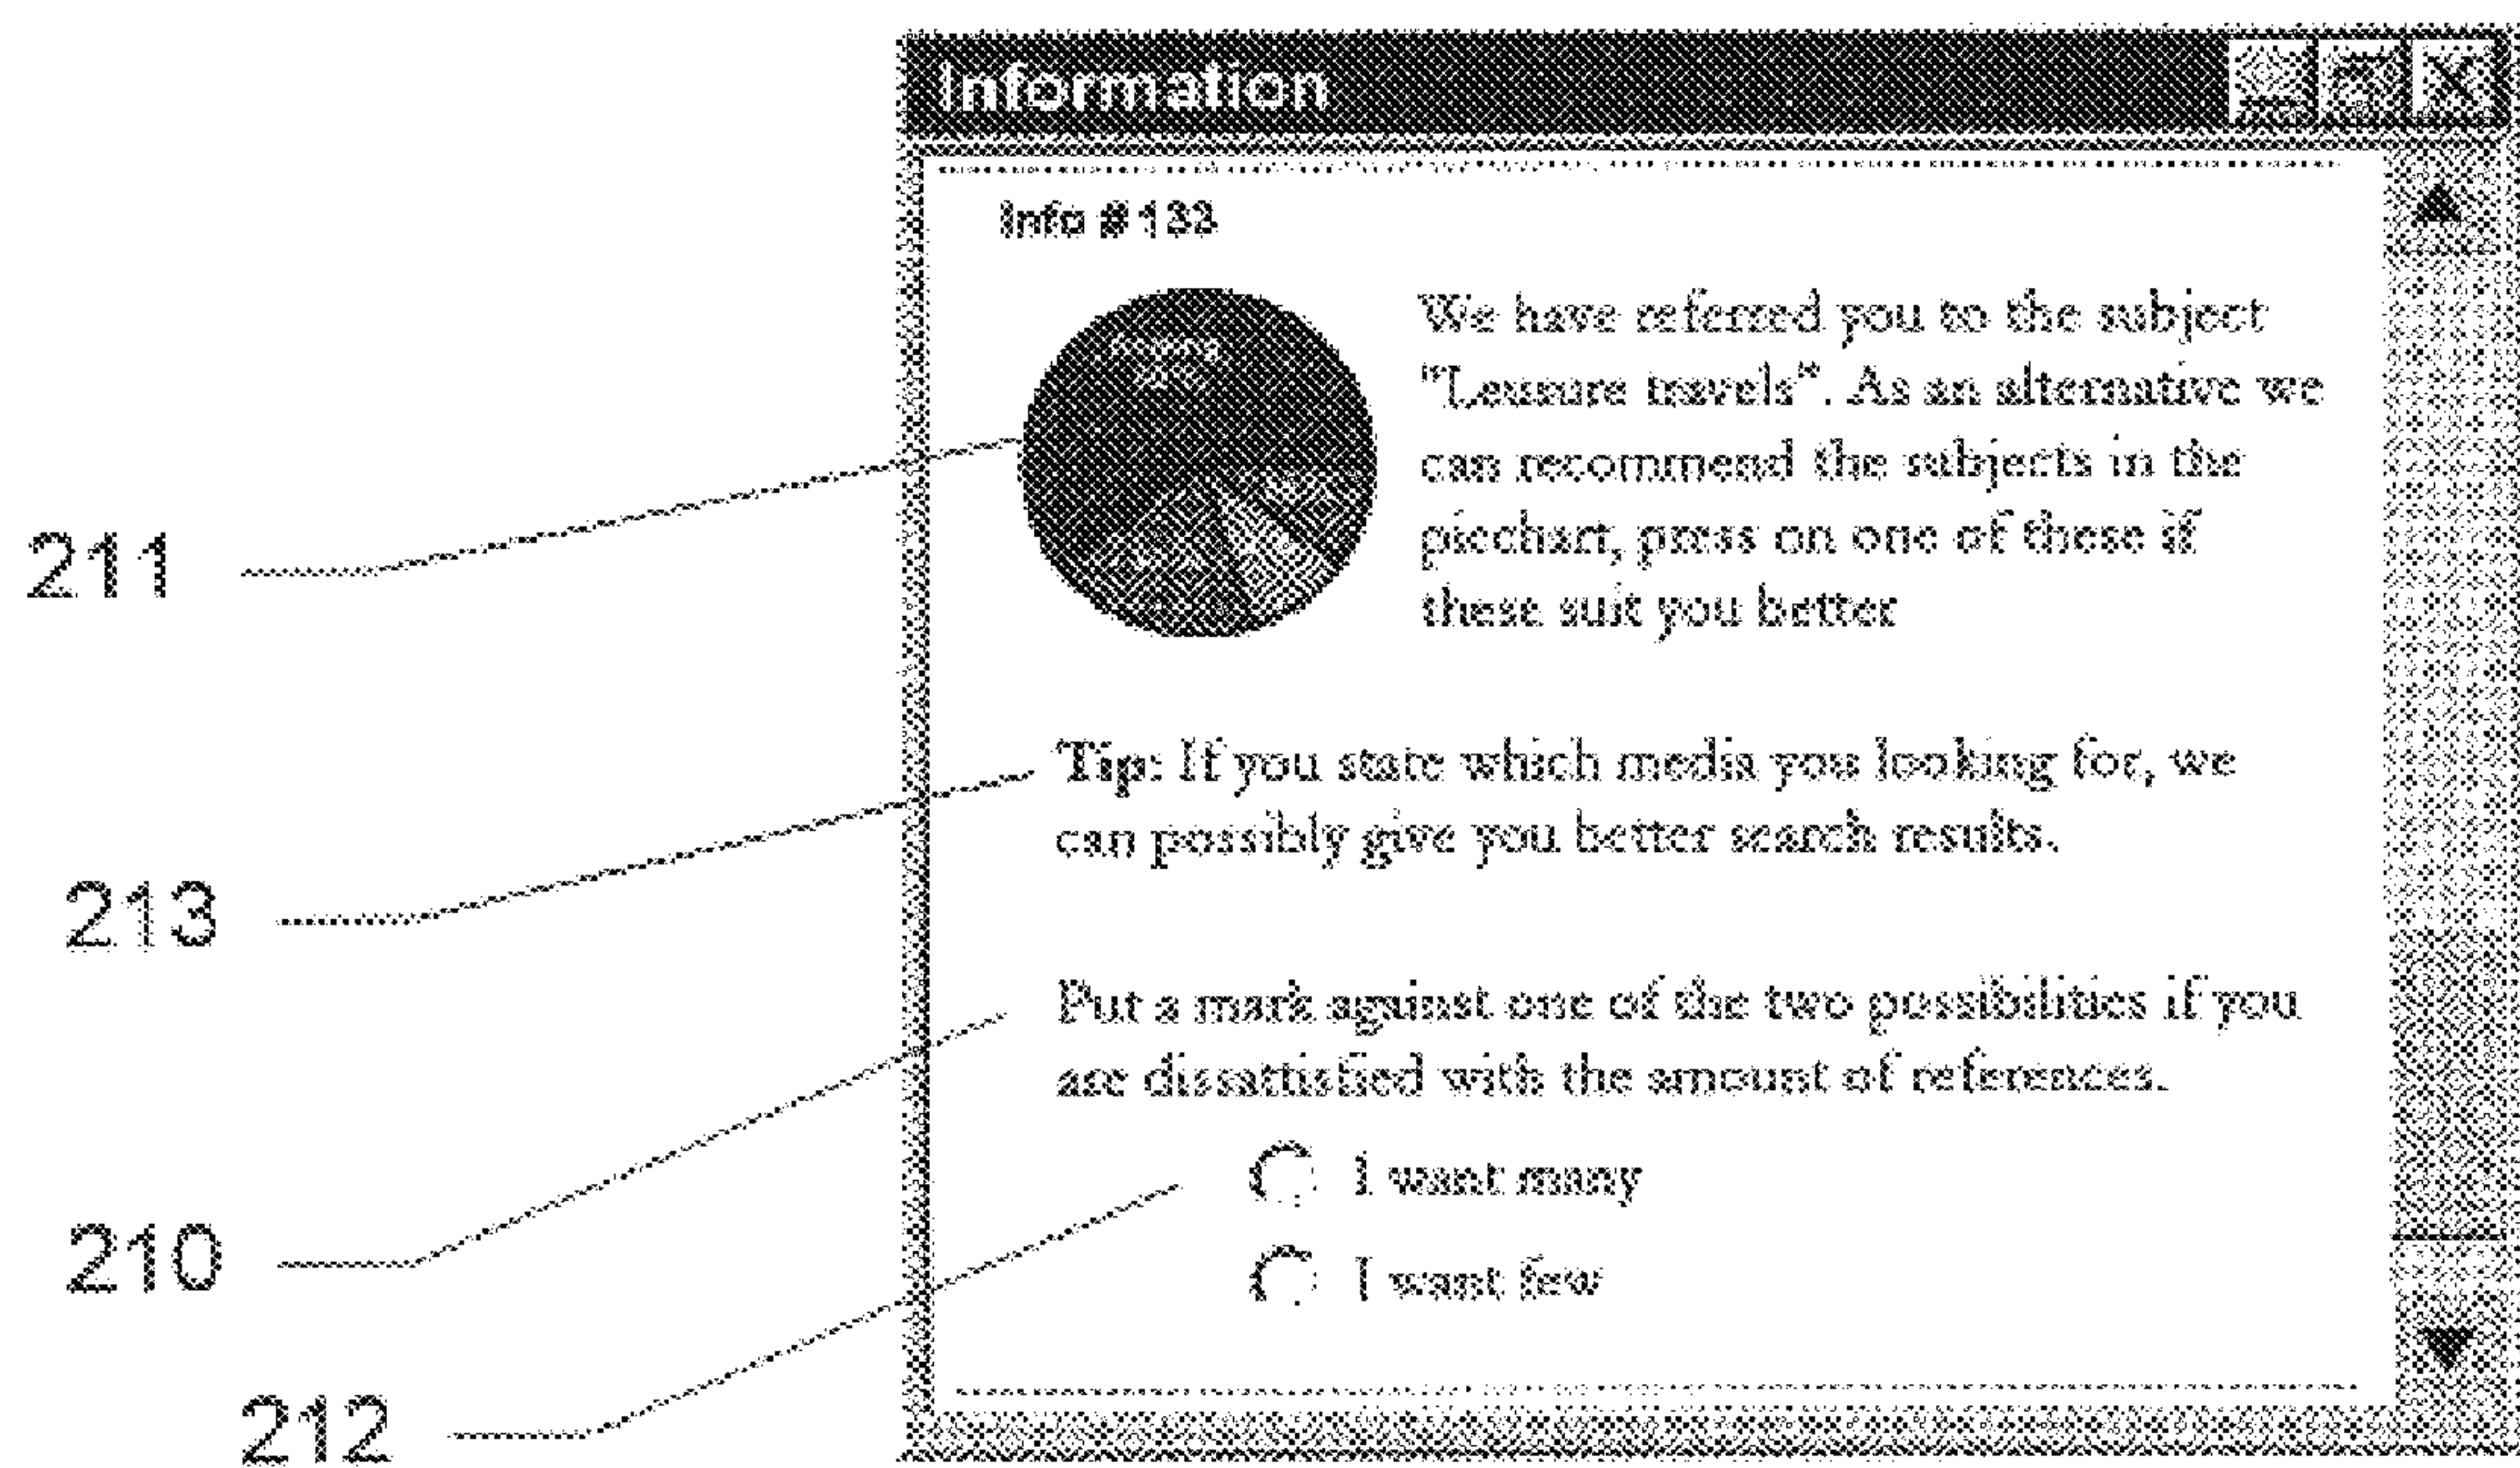 Information
Info # 133
We have referred you to the subject
"Leusure travels". As an alternative we
can recommend the subjects in the
piechart, press on one of these if
these suit you better
211
Tip: If you state which media you looking for, we
can possibly give you better search results.
213
Put a mark against one of the two possibilities if you
are dissattisfied with the amount of references.
210
I want many
I want few
212